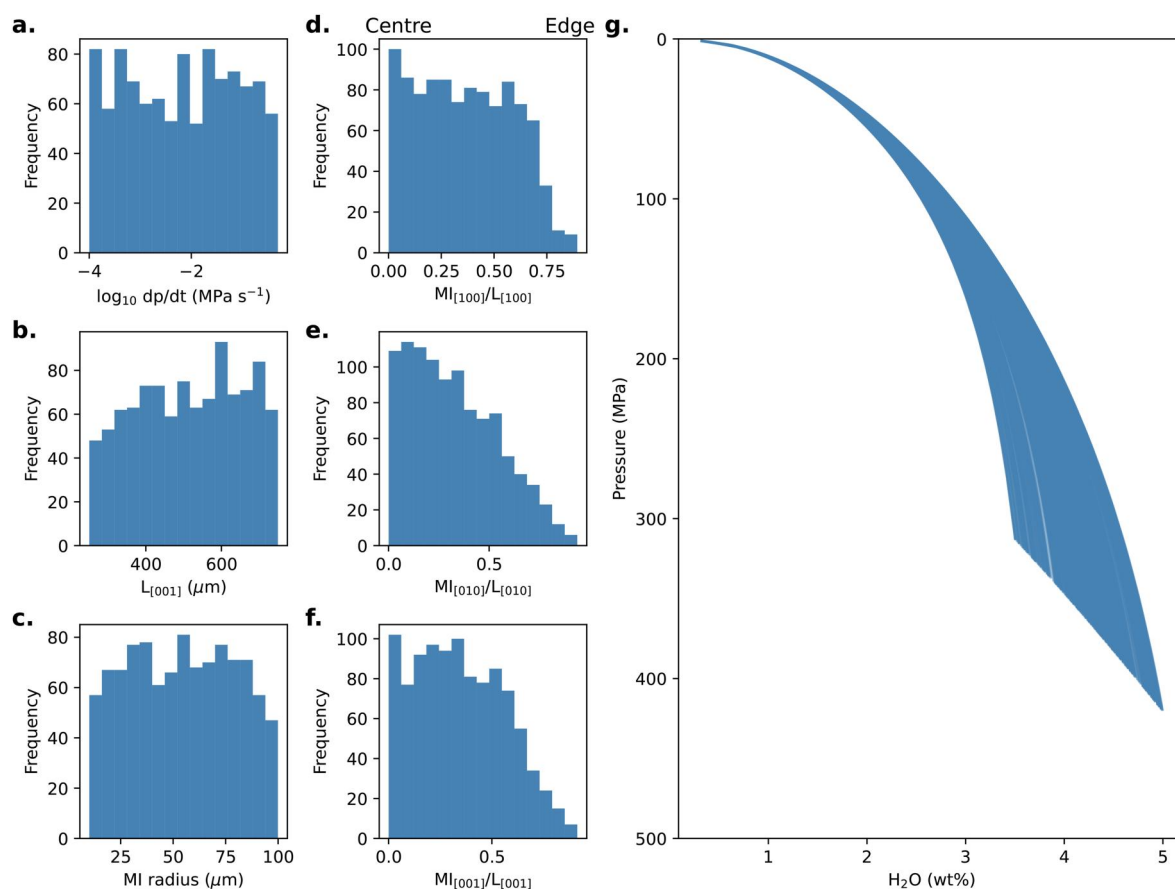 a.
80
60
40
20
0
Frequency
−4
−2
log₁₀ dp/dt (MPa s⁻¹)
b.
80
60
40
20
0
Frequency
400
600
L[001] (μm)
c.
80
60
40
20
0
Frequency
25
50
75
100
MI radius (μm)
d.
Centre
Edge
100
80
60
40
20
0
Frequency
0.00
0.25
0.50
0.75
MI[100]/L[100]
e.
100
80
60
40
20
0
Frequency
0.0
0.5
MI[010]/L[010]
f.
100
80
60
40
20
0
Frequency
0.0
0.5
MI[001]/L[001]
g.
0
100
200
300
400
500
Pressure (MPa)
1
2
3
4
5
H₂O (wt%)